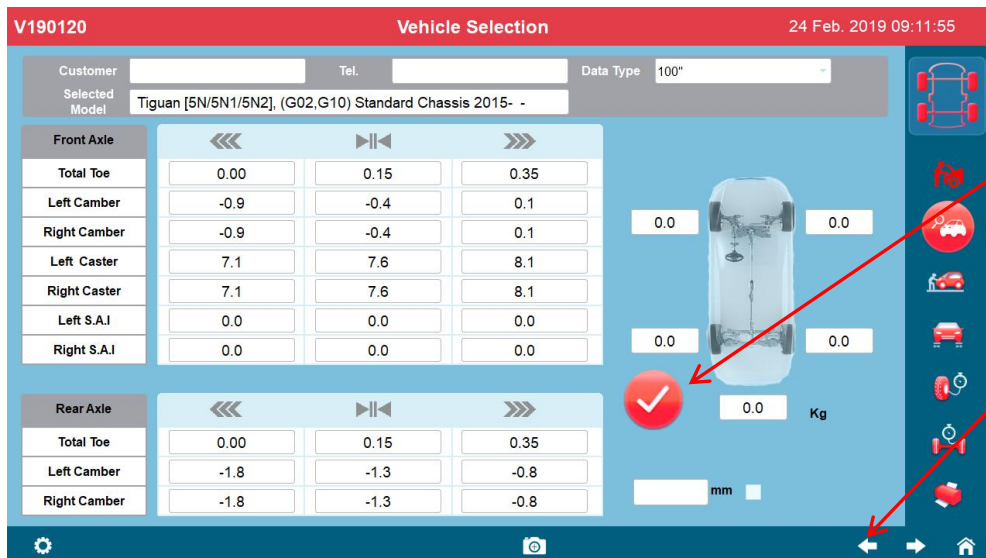 V190120 Vehicle Selection 24 Feb. 2019 09:11:55
Customer Tel. Data Type 100"
Selected Model Tiguan [5N/5N1/5N2], (G02,G10) Standard Chassis 2015- -
Front Axle
Total Toe 0.00 0.15 0.35
Left Camber -0.9 -0.4 0.1
Right Camber -0.9 -0.4 0.1
0.0 0.0
Left Caster 7.1 7.6 8.1
Right Caster 7.1 7.6 8.1
Left S.A.I 0.0 0.0 0.0
Right S.A.I 0.0 0.0 0.0
0.0 0.0
Rear Axle
0.0 Kg
Total Toe 0.00 0.15 0.35
Left Camber -1.8 -1.3 -0.8
Right Camber -1.8 -1.3 -0.8
mm